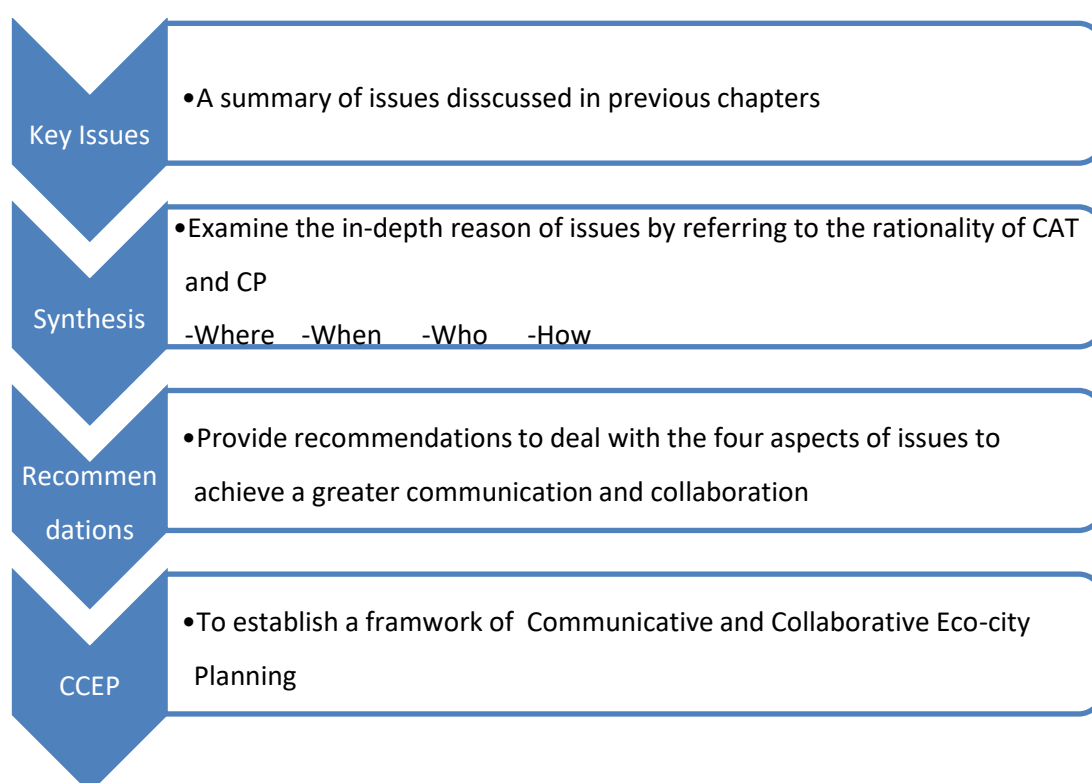 Key Issues
•A summary of issues disscussed in previous chapters
Synthesis
•Examine the in-depth reason of issues by referring to the rationality of CAT
and CP
-Where -When -Who -How
Recommen
dations
•Provide recommendations to deal with the four aspects of issues to
achieve a greater communication and collaboration
CCEP
•To establish a framwork of Communicative and Collaborative Eco-city
Planning